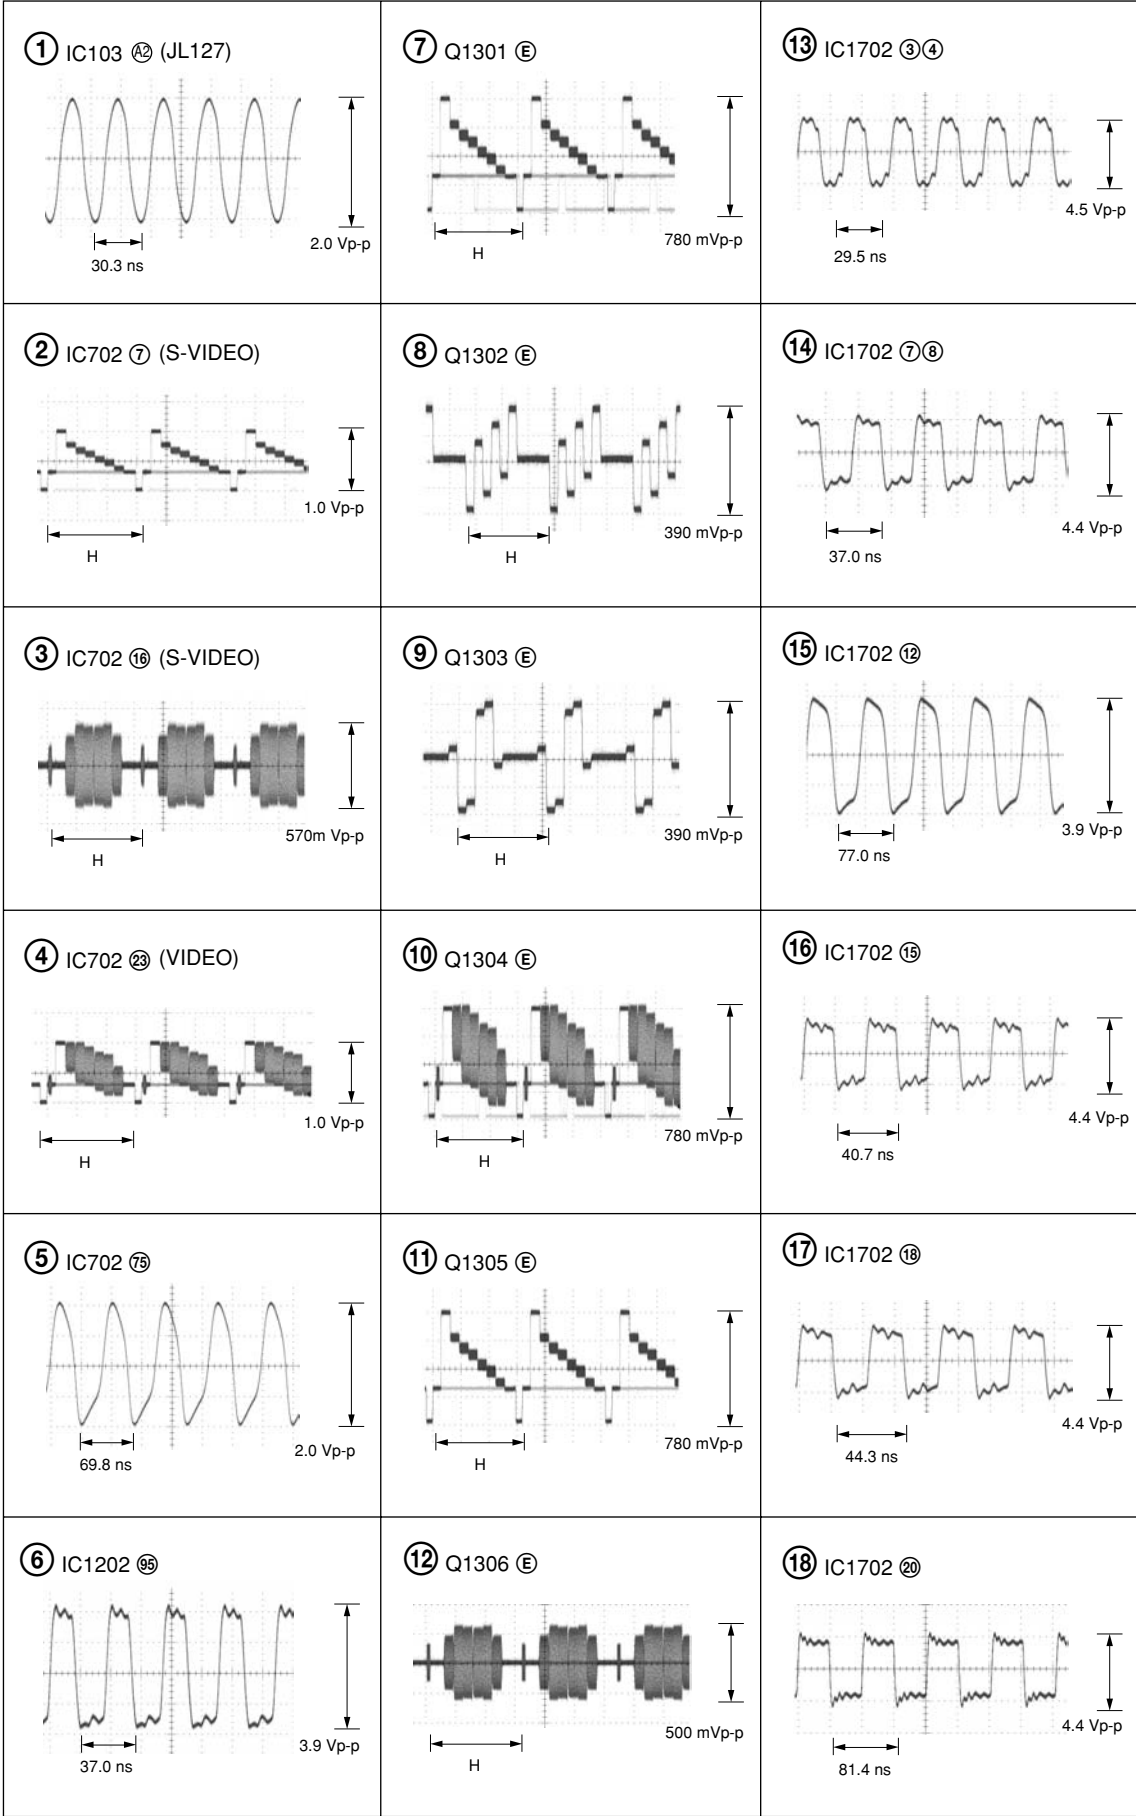 ① IC103 Ⓐ2 (JL127)
2.0 Vp-p
30.3 ns
② IC702 ⑦ (S-VIDEO)
1.0 Vp-p
H
③ IC702 ⑯ (S-VIDEO)
570m Vp-p
H
④ IC702 ㉓ (VIDEO)
1.0 Vp-p
H
⑤ IC702 75 
2.0 Vp-p
69.8 ns
⑥ IC1202 95
3.9 Vp-p
37.0 ns
⑦ Q1301 Ⓔ
780 mVp-p
H
⑧ Q1302 Ⓔ
390 mVp-p
H
⑨ Q1303 Ⓔ
390 mVp-p
H
⑩ Q1304 Ⓔ
780 mVp-p
H
⑪ Q1305 Ⓔ
780 mVp-p
H
⑫ Q1306 Ⓔ
500 mVp-p
H
⑬ IC1702 ③④
4.5 Vp-p
29.5 ns
⑭ IC1702 ⑦⑧
4.4 Vp-p
37.0 ns
⑮ IC1702 ⑫
3.9 Vp-p
77.0 ns
⑯ IC1702 ⑮
4.4 Vp-p
40.7 ns
⑰ IC1702 ⑱
4.4 Vp-p
44.3 ns
⑱ IC1702 ⑳
4.4 Vp-p
81.4 ns